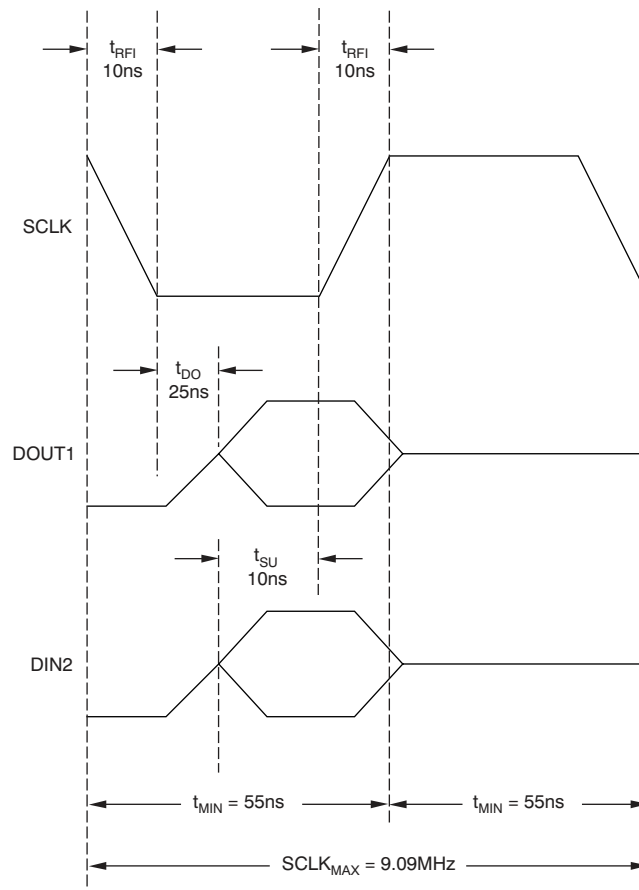 tRFI
10ns
tRFI
10ns
SCLK
tDO
25ns
DOUT1
tSU
10ns
DIN2
tMIN = 55ns
tMIN = 55ns
SCLKMAX = 9.09MHz